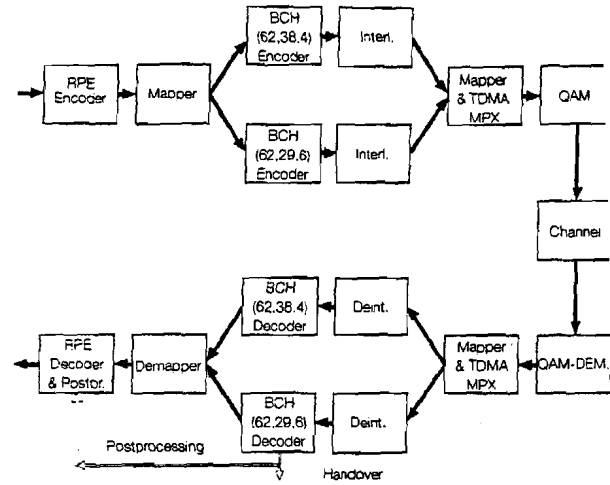 BCH
(62,38.4)
Encoder
Interl.
RPE
Encoder
Mapper
Mapper
& TDMA
MPX
QAM
BCH
(62,29,6)
Encoder
Interl.
Channel
BCH
(62,38.4)
Decoder
Deint.
RPE
Decoder
& Postpr.
Demapper
Mapper
& TDMA
MPX
QAM-DEM.
BCH
(62,29,6)
Decoder
Deint.
Postprocessing
Handover